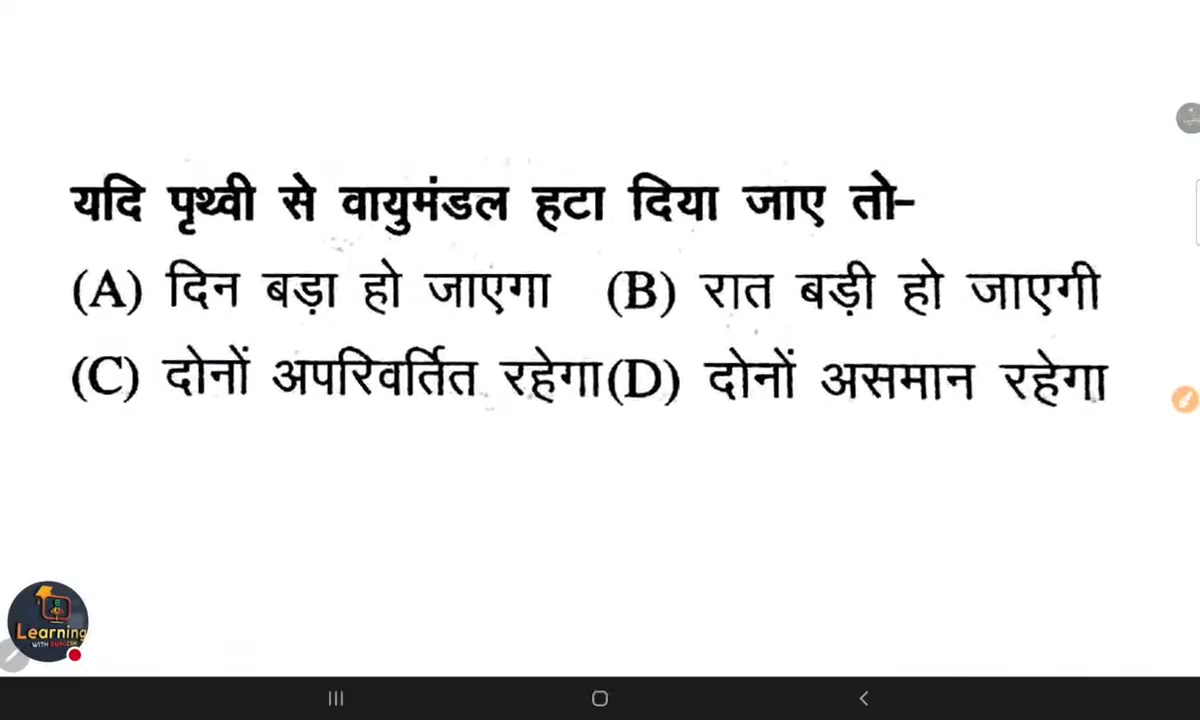 यदि पृथ्वी से वायुमंडल हटा दिया जाए तो-
(A) दिन बड़ा हो जाएगा (B) रात बड़ी हो जाएगी
(C) दोनों अपरिवर्तित रहेगा (D) दोनों असमान रहेगा
Learning